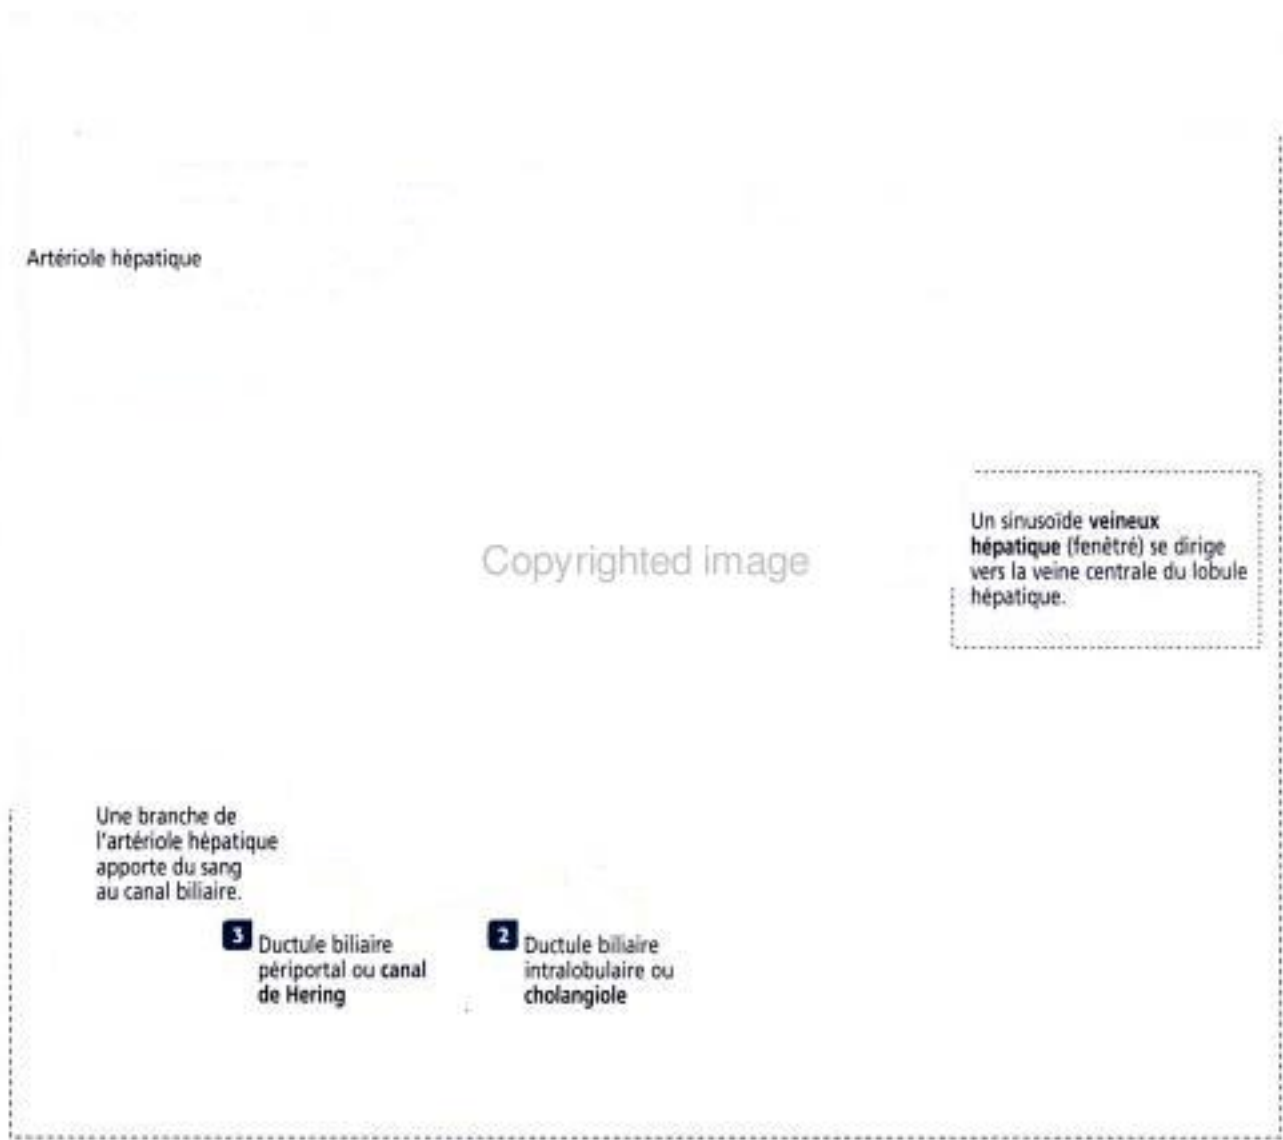 Artériole hépatique
Un sinusoïde veineux
hépatique (fenêtré) se dirige
vers la veine centrale du lobule
hépatique.
Copyrighted image
Une branche de
l'artériole hépatique
apporte du sang
au canal biliaire.
3 Ductule biliaire
périportal ou canal
de Hering
2 Ductule biliaire
intralobulaire ou
cholangiole